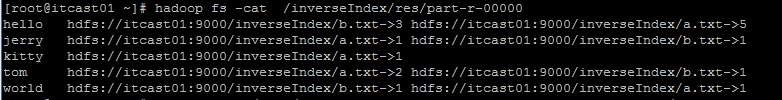 [root@itcast01 ~]# hadoop fs -cat  /inverseIndex/res/part-r-00000
hello   hdfs://itcast01:9000/inverseIndex/b.txt->3 hdfs://itcast01:9000/inverseIndex/a.txt->5
jerry   hdfs://itcast01:9000/inverseIndex/a.txt->1 hdfs://itcast01:9000/inverseIndex/b.txt->1
kitty   hdfs://itcast01:9000/inverseIndex/a.txt->1
tom     hdfs://itcast01:9000/inverseIndex/a.txt->2 hdfs://itcast01:9000/inverseIndex/b.txt->1
world   hdfs://itcast01:9000/inverseIndex/b.txt->1 hdfs://itcast01:9000/inverseIndex/a.txt->1